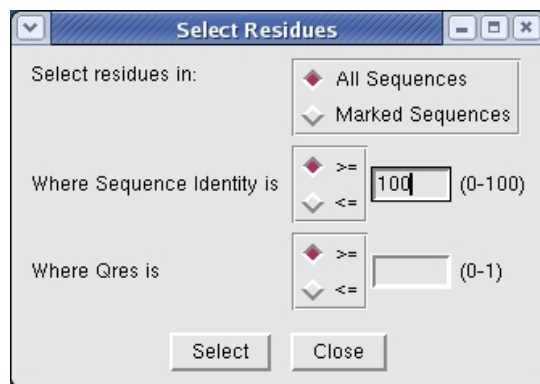 Select Residues
Select residues in:
All Sequences
Marked Sequences
Where Sequence Identity is
>=
<=
100
(0-100)
Where Qres is
>=
<=
(0-1)
Select
Close